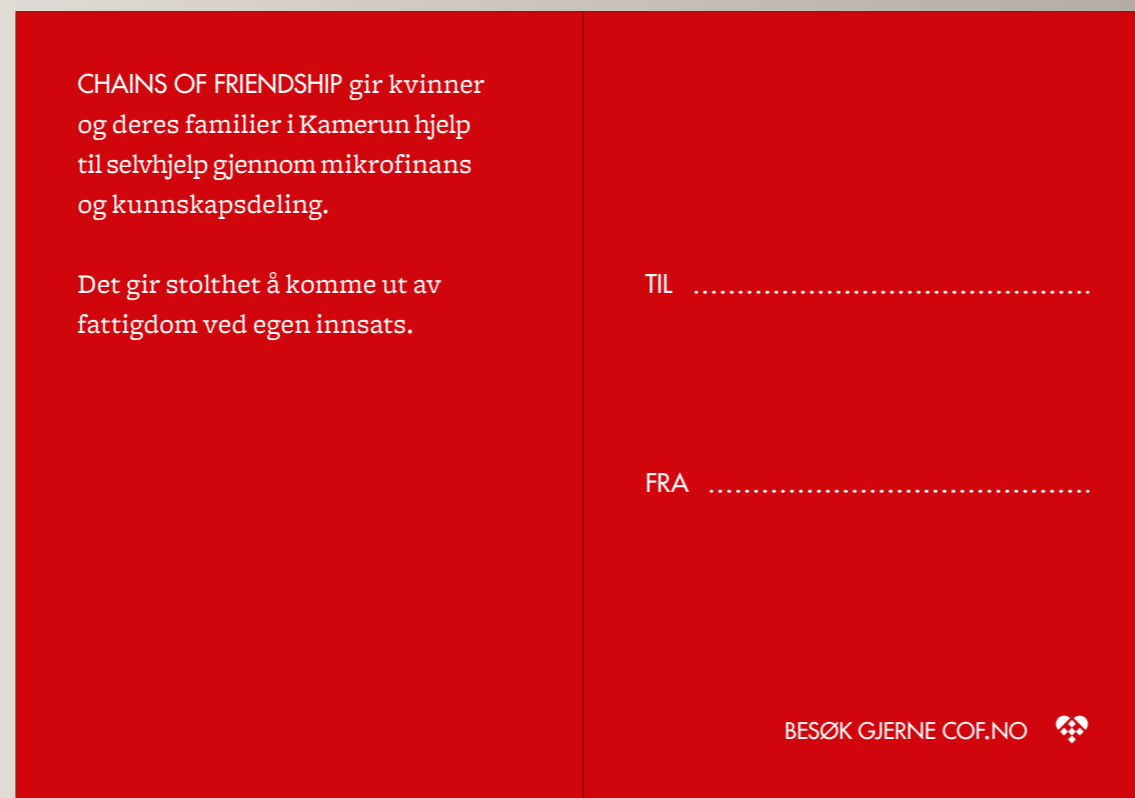 CHAINS OF FRIENDSHIP gir kvinner
og deres familier i Kamerun hjelp
til selvhjelp gjennom mikrofinans
og kunnskapsdeling.
Det gir stolthet å komme ut av
fattigdom ved egen innsats.
TIL ..............................................
FRA ............................................
BESØK GJERNE COF.NO